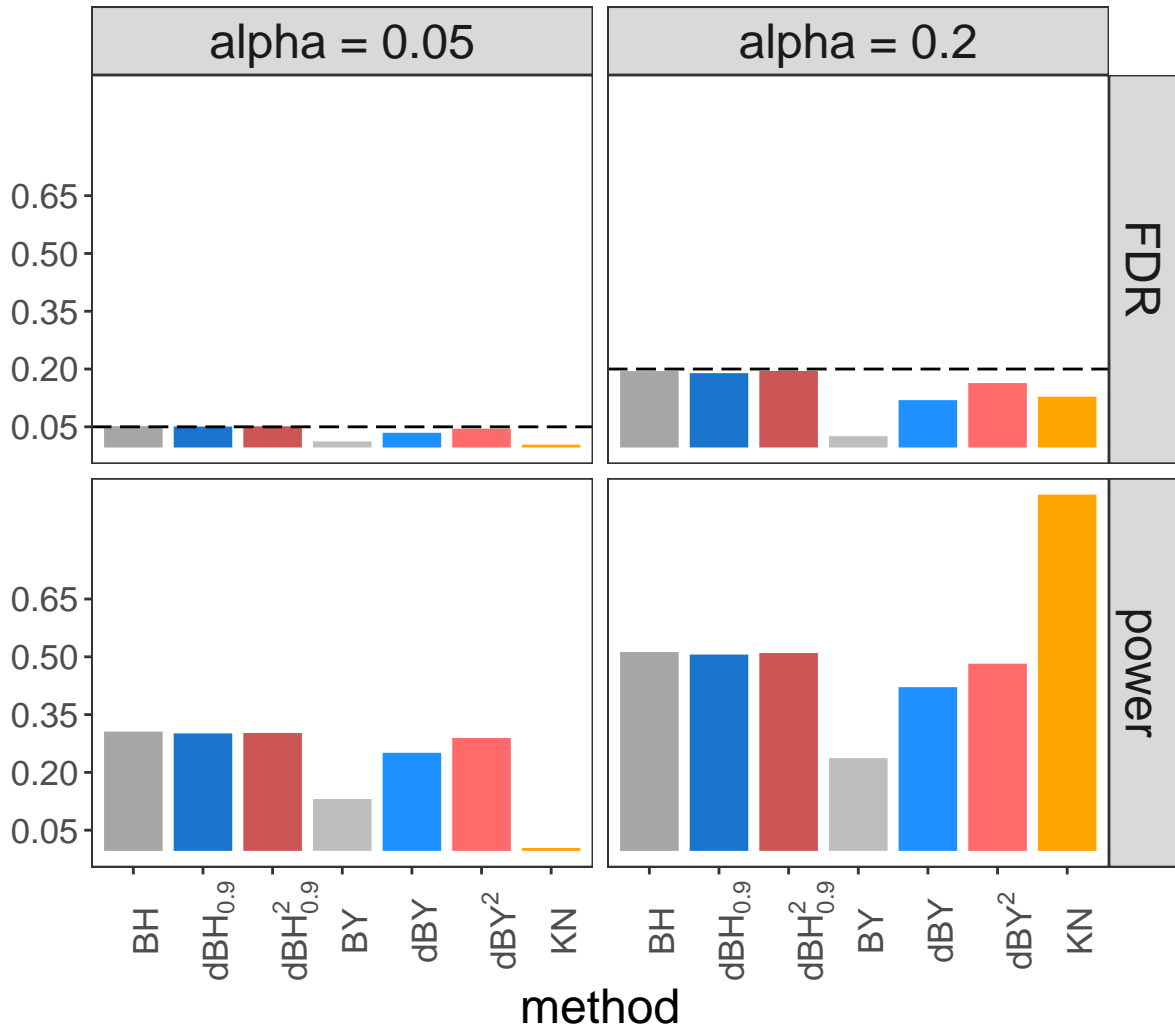 alpha = 0.05
alpha = 0.2
0.65
0.50
0.35
0.20
0.05
FDR
0.65
0.50
0.35
0.20
0.05
power
BH
dBH0.9
dBH²0.9
BY
dBY
dBY²
KN
BH
dBH0.9
dBH²0.9
BY
dBY
dBY²
KN
method